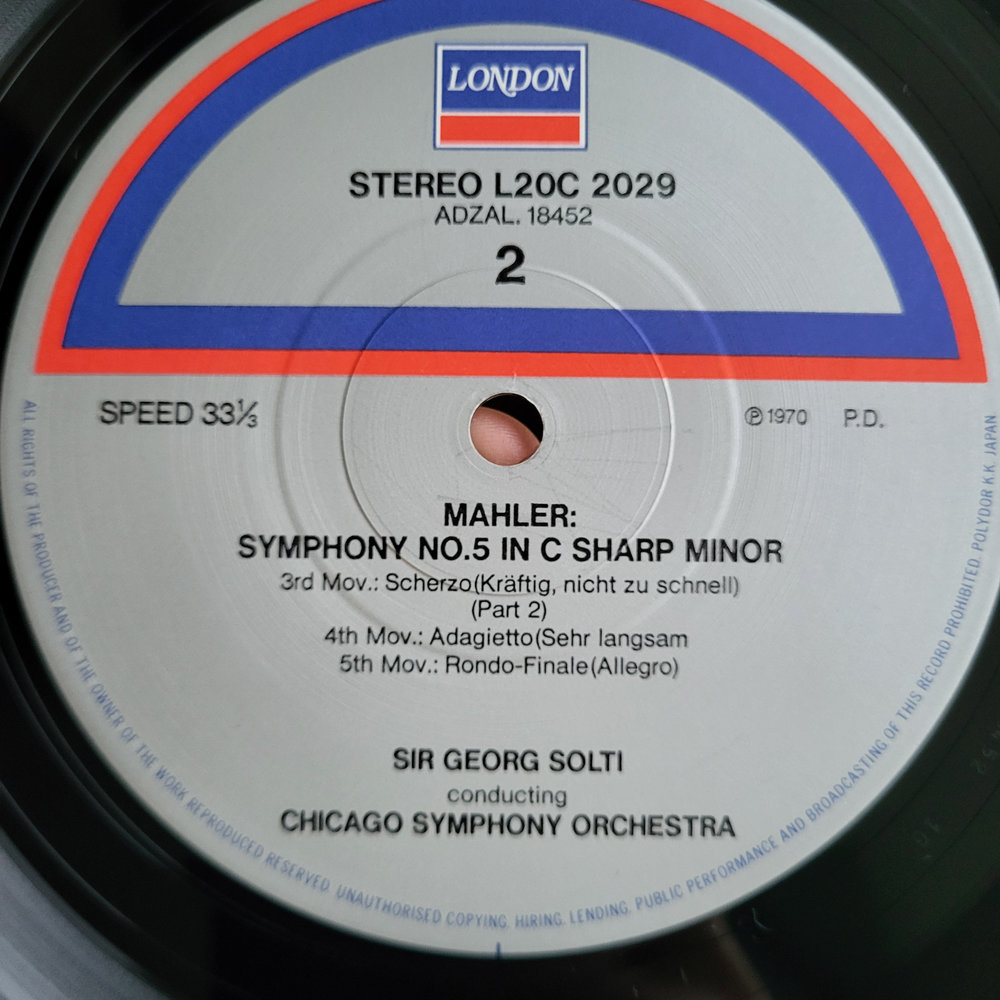 LONDON
STEREO L20C 2029
ADZAL. 18452
2
SPEED 33⅓
Ⓟ1970 P.D.
MAHLER:
SYMPHONY NO.5 IN C SHARP MINOR
3rd Mov.: Scherzo(Kräftig, nicht zu schnell)
(Part 2)
4th Mov.: Adagietto(Sehr langsam
5th Mov.: Rondo-Finale(Allegro)
SIR GEORG SOLTI
conducting
CHICAGO SYMPHONY ORCHESTRA
ALL RIGHTS OF THE PRODUCER AND OF THE OWNER OF THE WORK REPRODUCED RESERVED. UNAUTHORISED COPYING. HIRING. LENDING. PUBLIC PERFORMANCE AND BROADCASTING OF THIS RECORD PROHIBITED. POLYDOR K.K. JAPAN